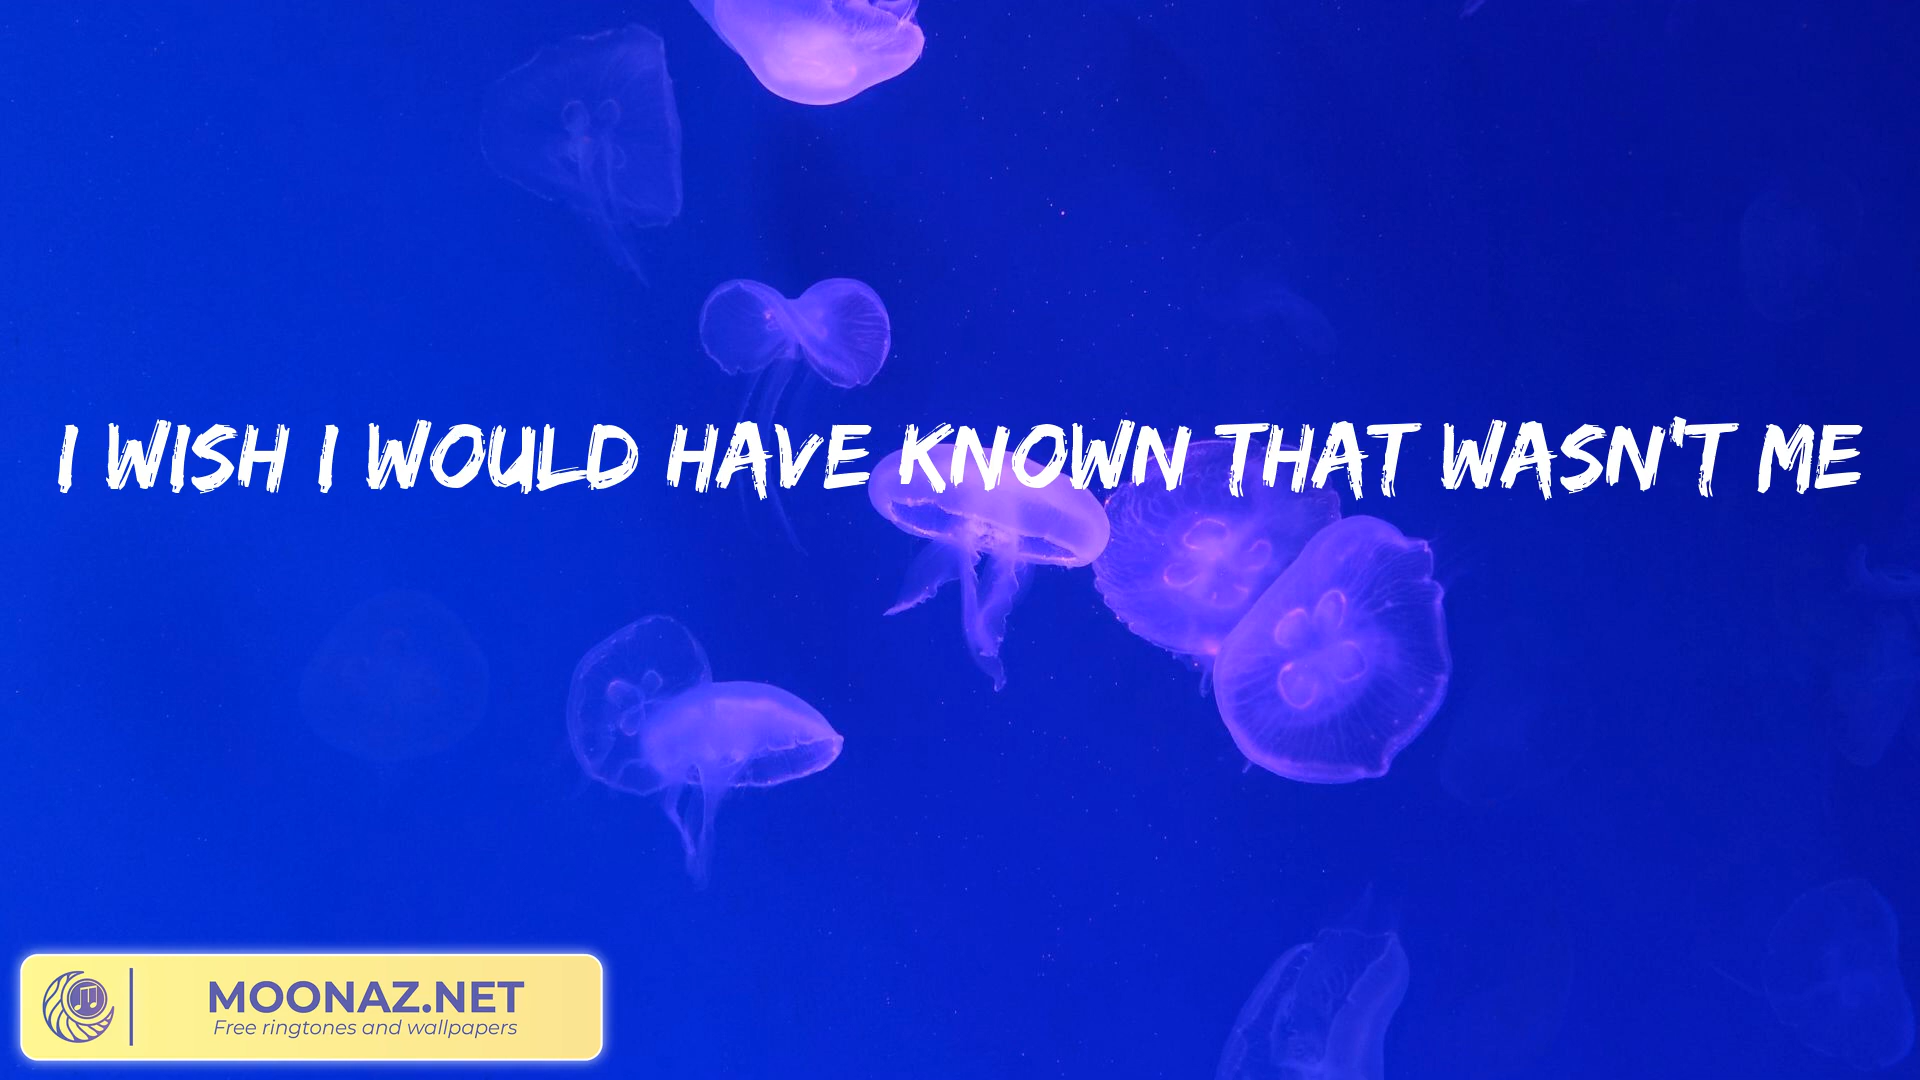 I WISH I WOULD HAVE KNOWN THAT WASN'T ME
MOONAZ.NET
Free ringtones and wallpapers